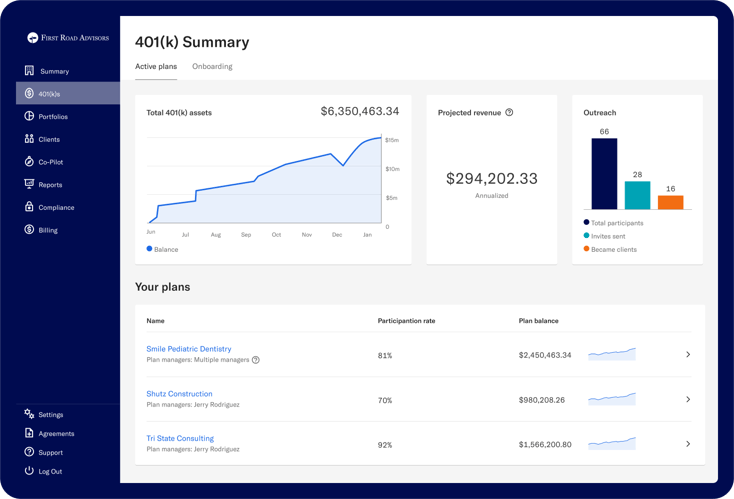 FIRST ROAD ADVISORS
Summary
401(k)s
Portfolios
Clients
Co-Pilot
Reports
Compliance
Billing
Settings
Agreements
Support
Log Out
401(k) Summary
Active plans
Onboarding
Total 401(k) assets
$6,350,463.34
$15m
$10m
$5m
0
Jun
Jul
Aug
Sep
Oct
Nov
Dec
Jan
Balance
Projected revenue
$294,202.33
Annualized
Outreach
66
28
16
Total participants
Invites sent
Became clients
Your plans
Name
Participantion rate
Plan balance
Smile Pediatric Dentistry
Plan managers: Multiple managers
81%
$2,450,463.34
Shutz Construction
Plan managers: Jerry Rodriguez
70%
$980,208.26
Tri State Consulting
Plan managers: Jerry Rodriguez
92%
$1,566,200.80